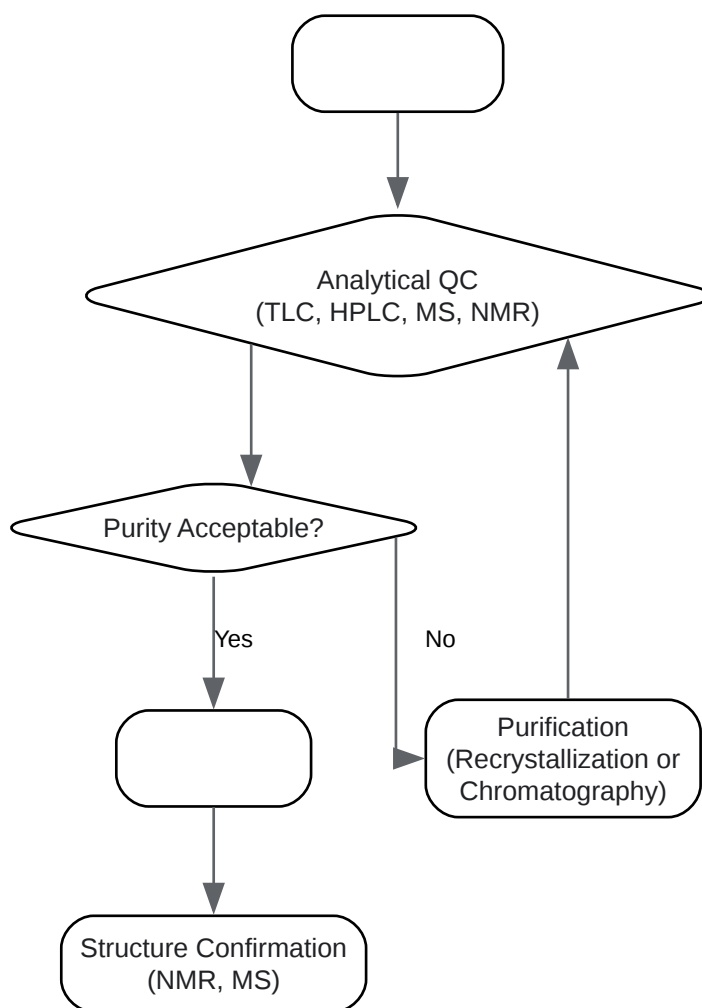 Analytical QC
(TLC, HPLC, MS, NMR)
Purity Acceptable?
Yes
No
Purification
(Recrystallization or
Chromatography)
Structure Confirmation
(NMR, MS)